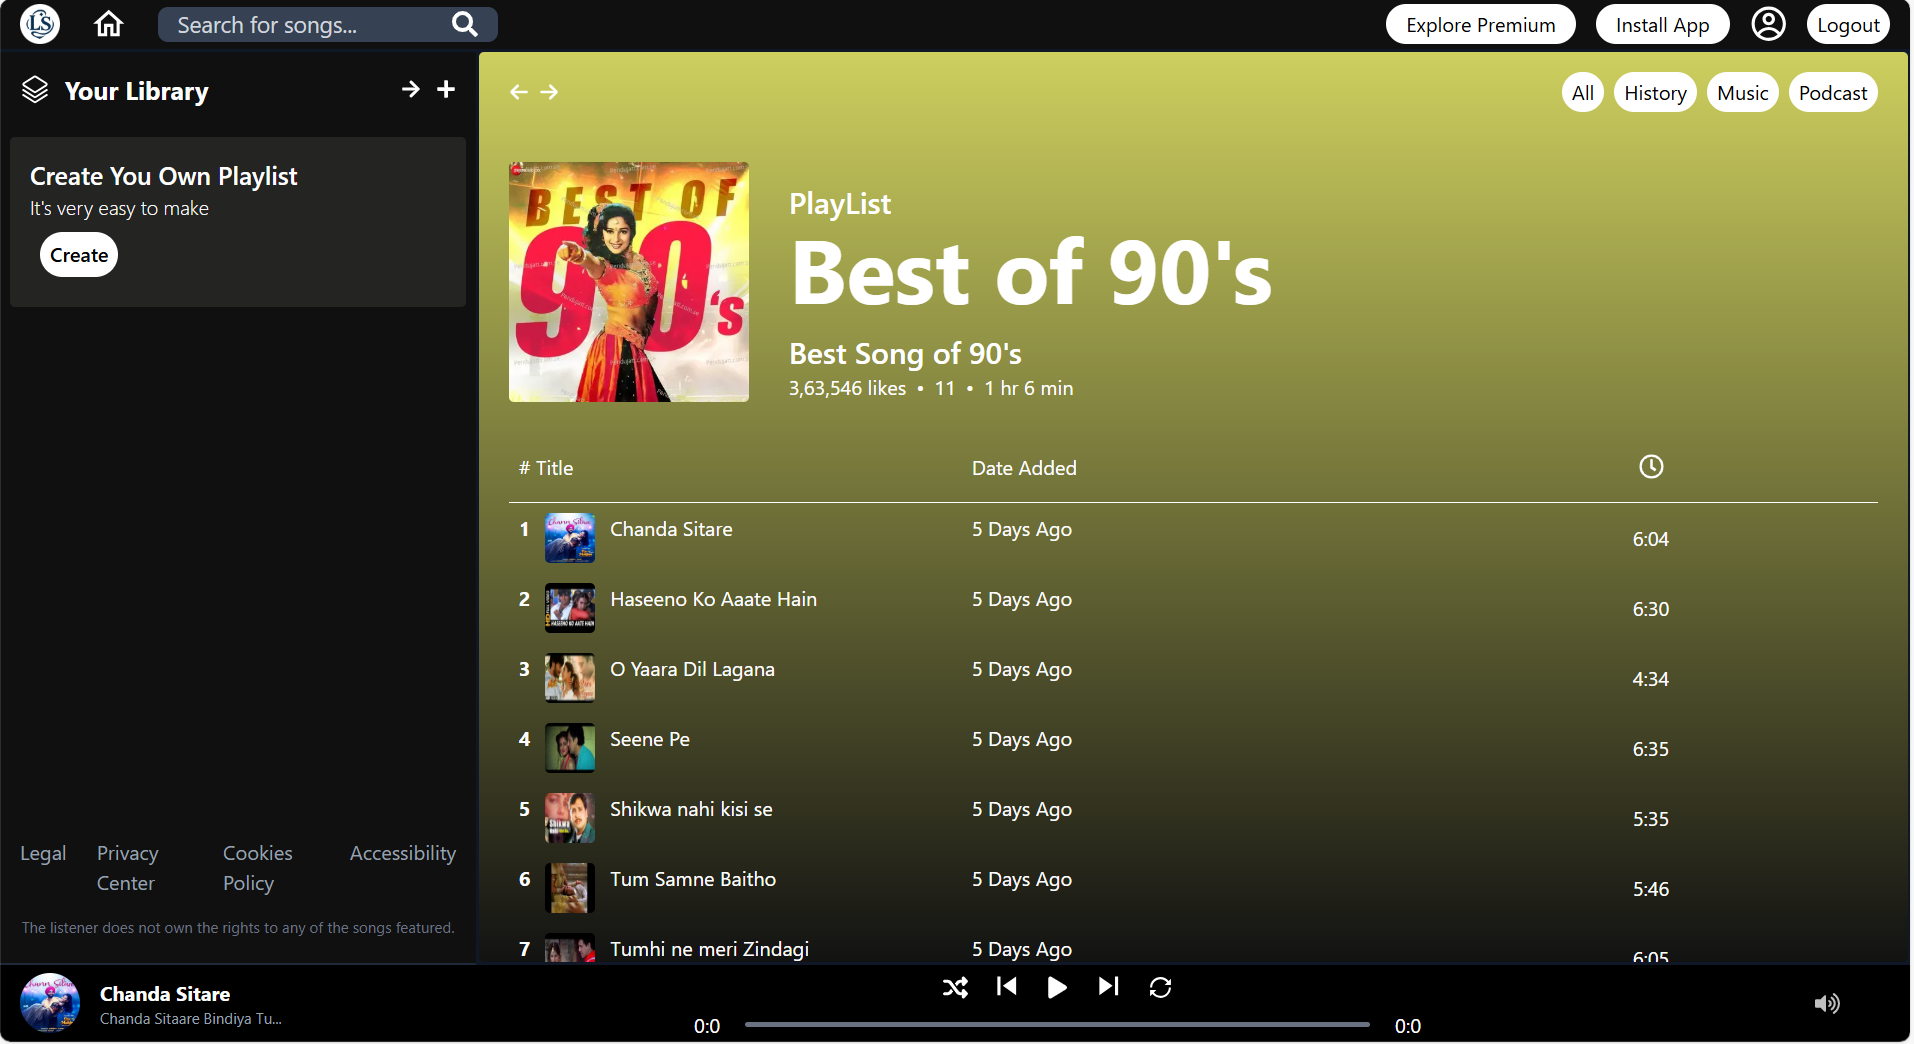 LS
Search for songs...
Explore Premium
Install App
Logout
Your Library
Create You Own Playlist
It's very easy to make
Create
Legal
Privacy Center
Cookies Policy
Accessibility
The listener does not own the rights to any of the songs featured.
All
History
Music
Podcast
BEST OF
90's
PlayList
Best of 90's
Best Song of 90's
3,63,546 likes • 11 • 1 hr 6 min
# Title Date Added
1 Chanda Sitare 5 Days Ago 6:04
2 Haseeno Ko Aaate Hain 5 Days Ago 6:30
3 O Yaara Dil Lagana 5 Days Ago 4:34
4 Seene Pe 5 Days Ago 6:35
5 Shikwa nahi kisi se 5 Days Ago 5:35
6 Tum Samne Baitho 5 Days Ago 5:46
7 Tumhi ne meri Zindagi 5 Days Ago 6:05
Chanda Sitare
Chanda Sitaare Bindiya Tu...
0:0
0:0